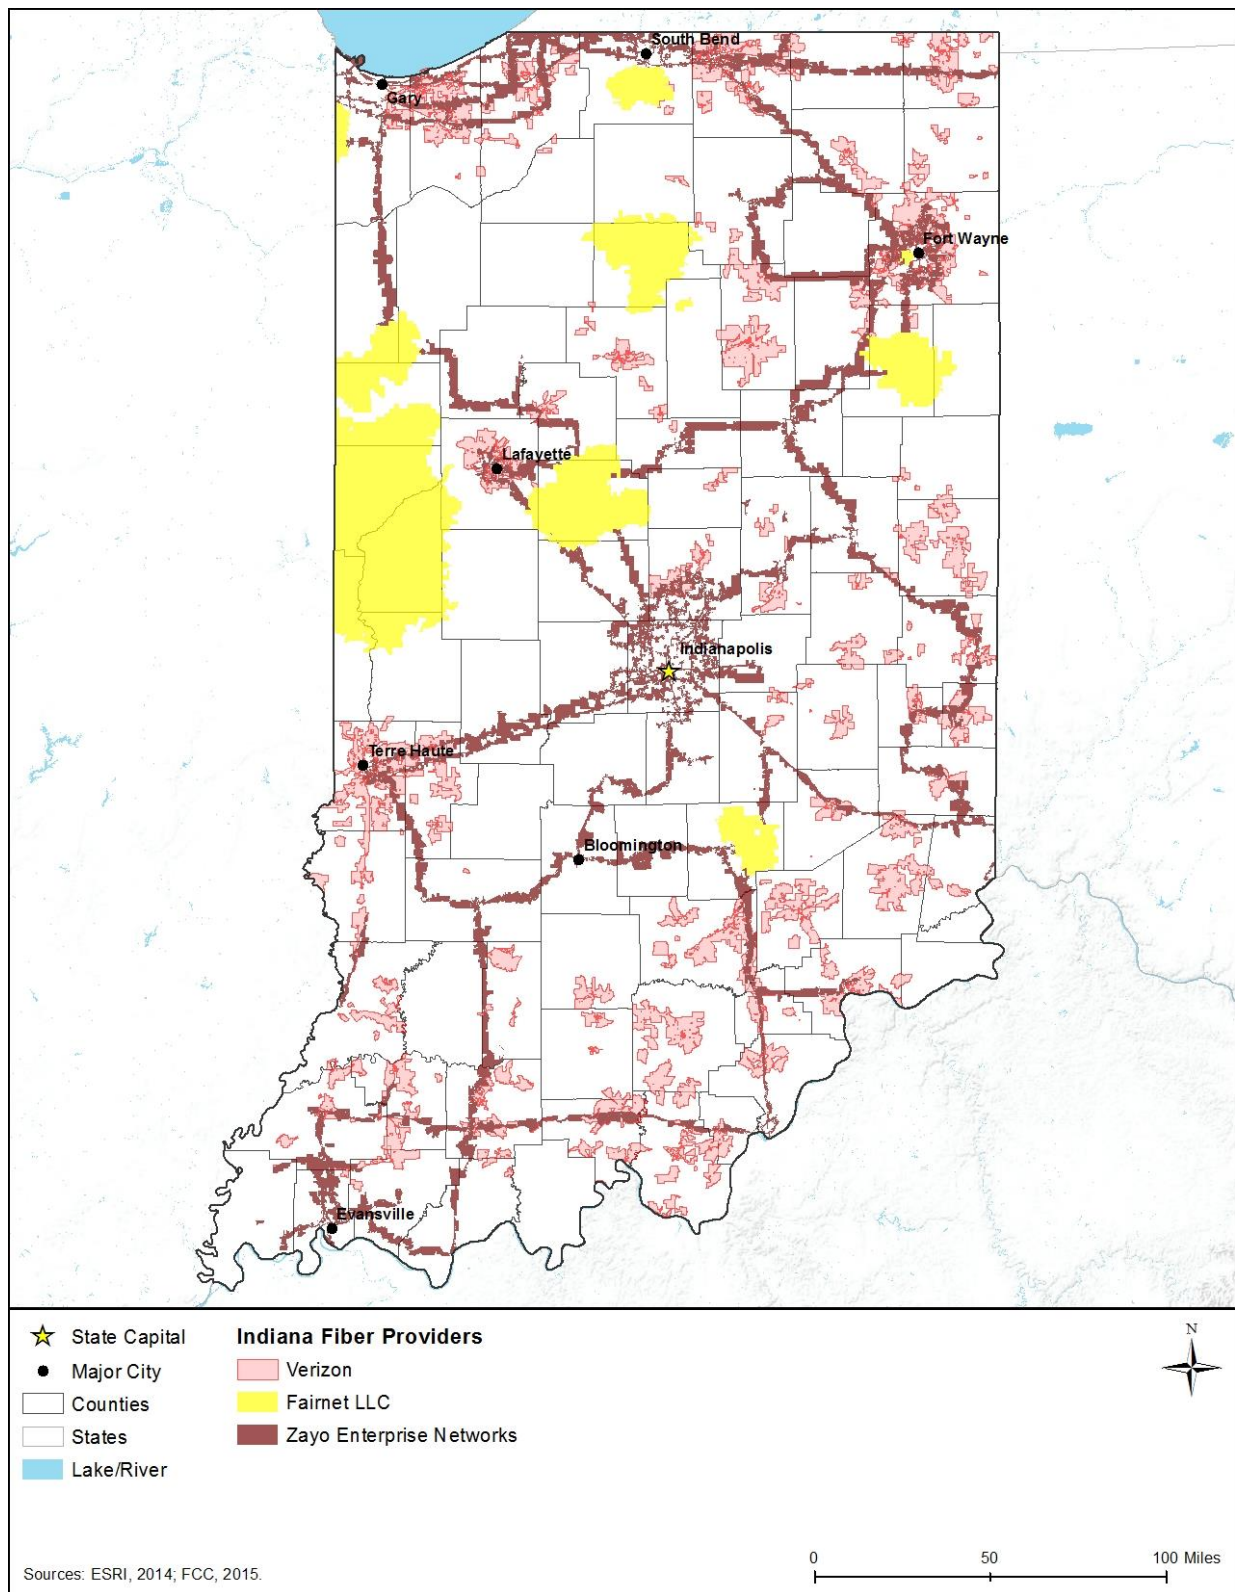 South Bend
Gary
Fort Wayne
Lafayette
Indianapolis
Terre Haute
Bloomington
Evansville
State Capital
Major City
Counties
States
Lake/River
Indiana Fiber Providers
Verizon
Fairnet LLC
Zayo Enterprise Networks
N
0 50 100 Miles
Sources: ESRI, 2014; FCC, 2015.